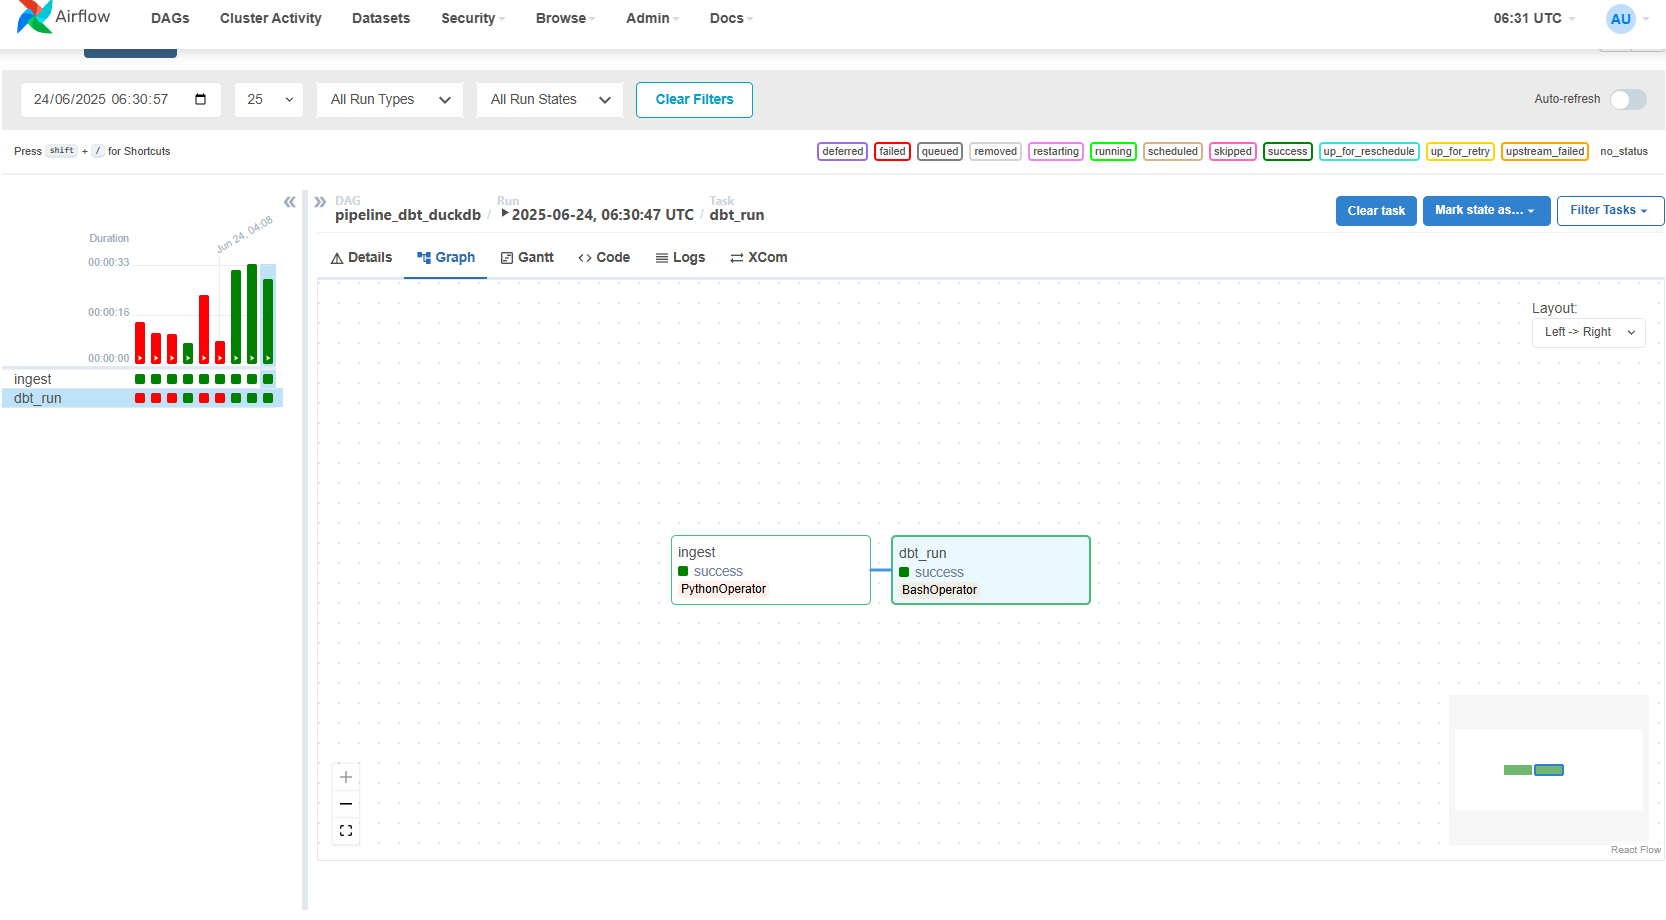 Airflow
DAGs
Cluster Activity
Datasets
Security
Browse
Admin
Docs
06:31 UTC
AU
24/06/2025 06:30:57
25
All Run Types
All Run States
Clear Filters
Auto-refresh
Press shift + / for Shortcuts
deferred
failed
queued
removed
restarting
running
scheduled
skipped
success
up_for_reschedule
up_for_retry
upstream_failed
no_status
Duration
Jun 24, 04:08
00:00:33
00:00:16
00:00:00
ingest
dbt_run
DAG
pipeline_dbt_duckdb
/
Run
2025-06-24, 06:30:47 UTC
/
Task
dbt_run
Clear task
Mark state as...
Filter Tasks
Details
Graph
Gantt
Code
Logs
XCom
Layout:
Left -> Right
ingest
success
PythonOperator
dbt_run
success
BashOperator
React Flow